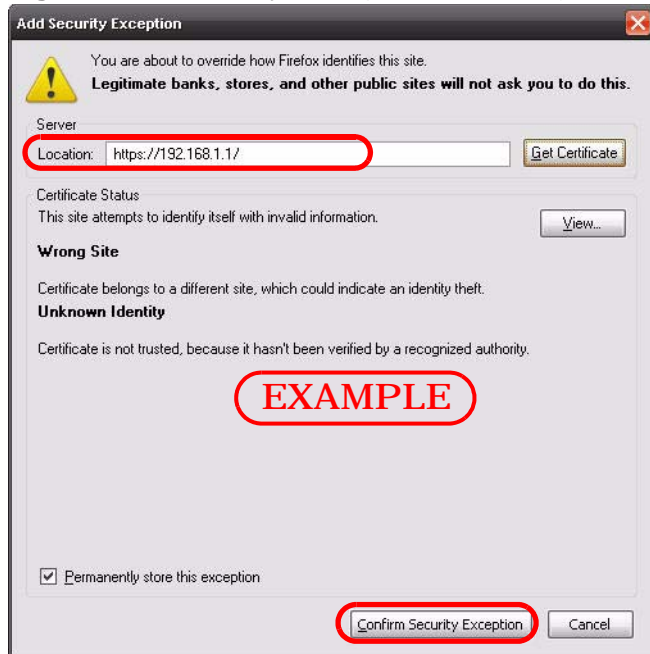 Add Security Exception
You are about to override how Firefox identifies this site.
Legitimate banks, stores, and other public sites will not ask you to do this.
Server
Location: https://192.168.1.1/ Get Certificate
Certificate Status
This site attempts to identify itself with invalid information.
View...
Wrong Site
Certificate belongs to a different site, which could indicate an identity theft.
Unknown Identity
Certificate is not trusted, because it hasn't been verified by a recognized authority.
EXAMPLE
Permanently store this exception
Confirm Security Exception Cancel